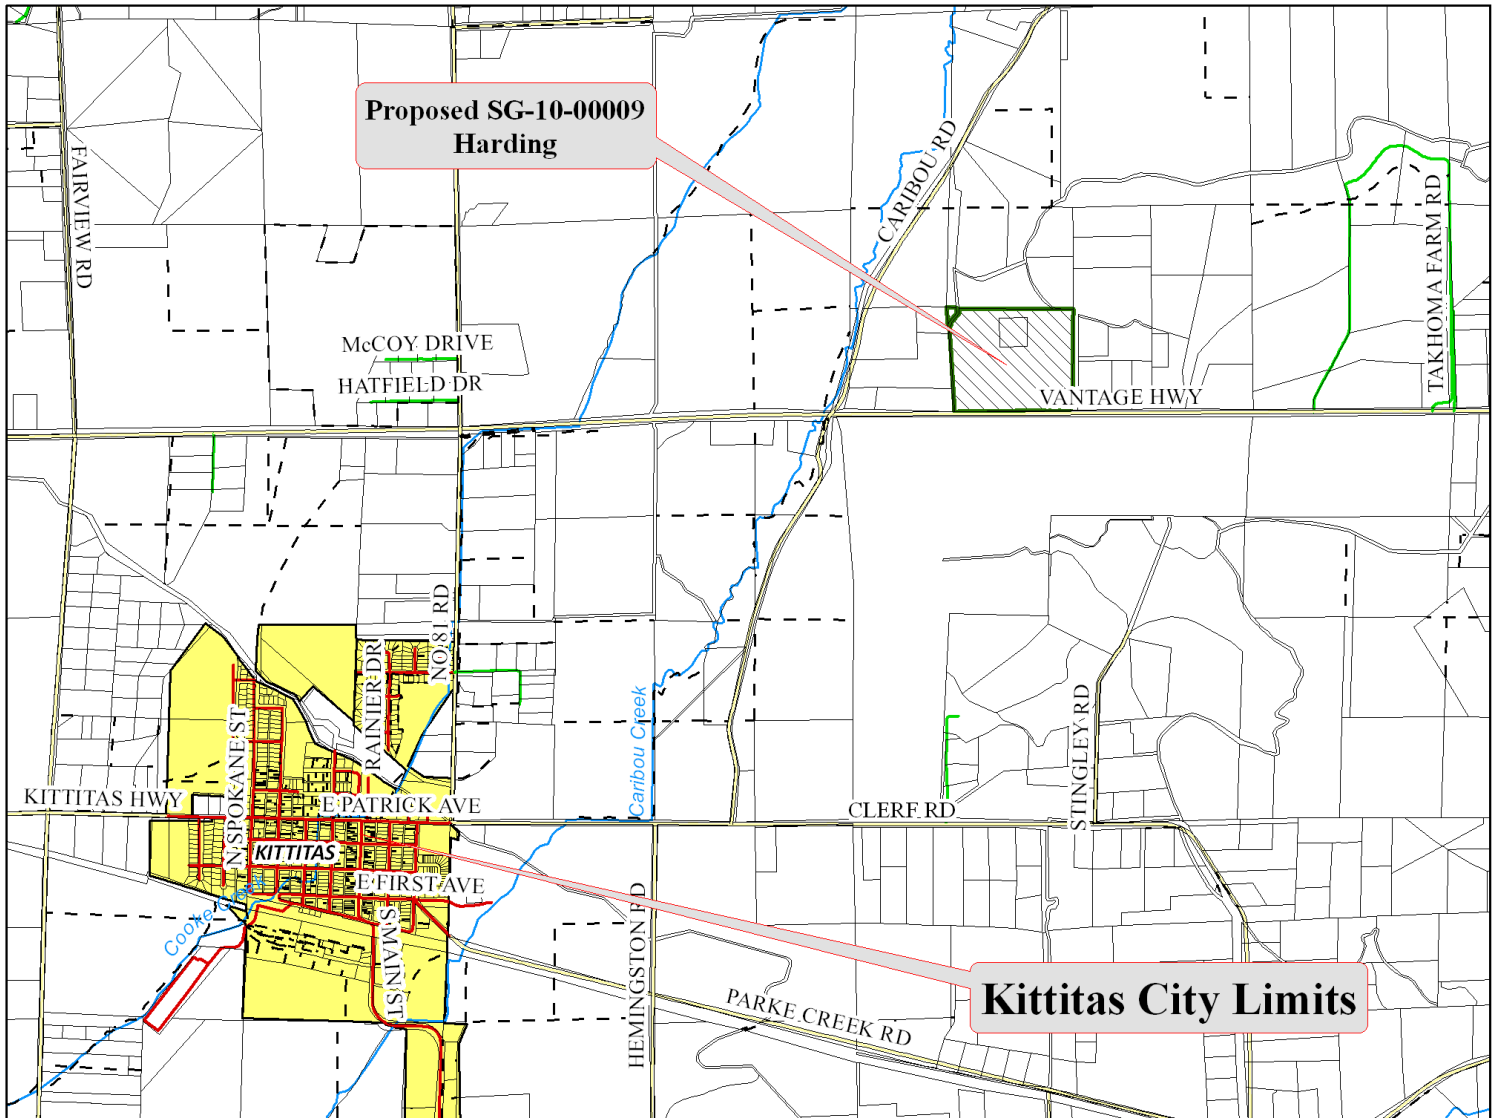 Proposed SG-10-00009
Harding
FAIRVIEW RD
CARIBOU RD
TAKHOMA FARM RD
McCOY DRIVE
HATFIELD DR
VANTAGE HWY
NO. 81 RD
RAINIER DR
N SPOKANE ST
Caribou Creek
STINGLEY RD
KITTITAS HWY
E PATRICK AVE
CLERF RD
KITTITAS
E FIRST AVE
Cooke Creek
S MAIN ST
HEMINGSTON RD
PARKE CREEK RD
Kittitas City Limits